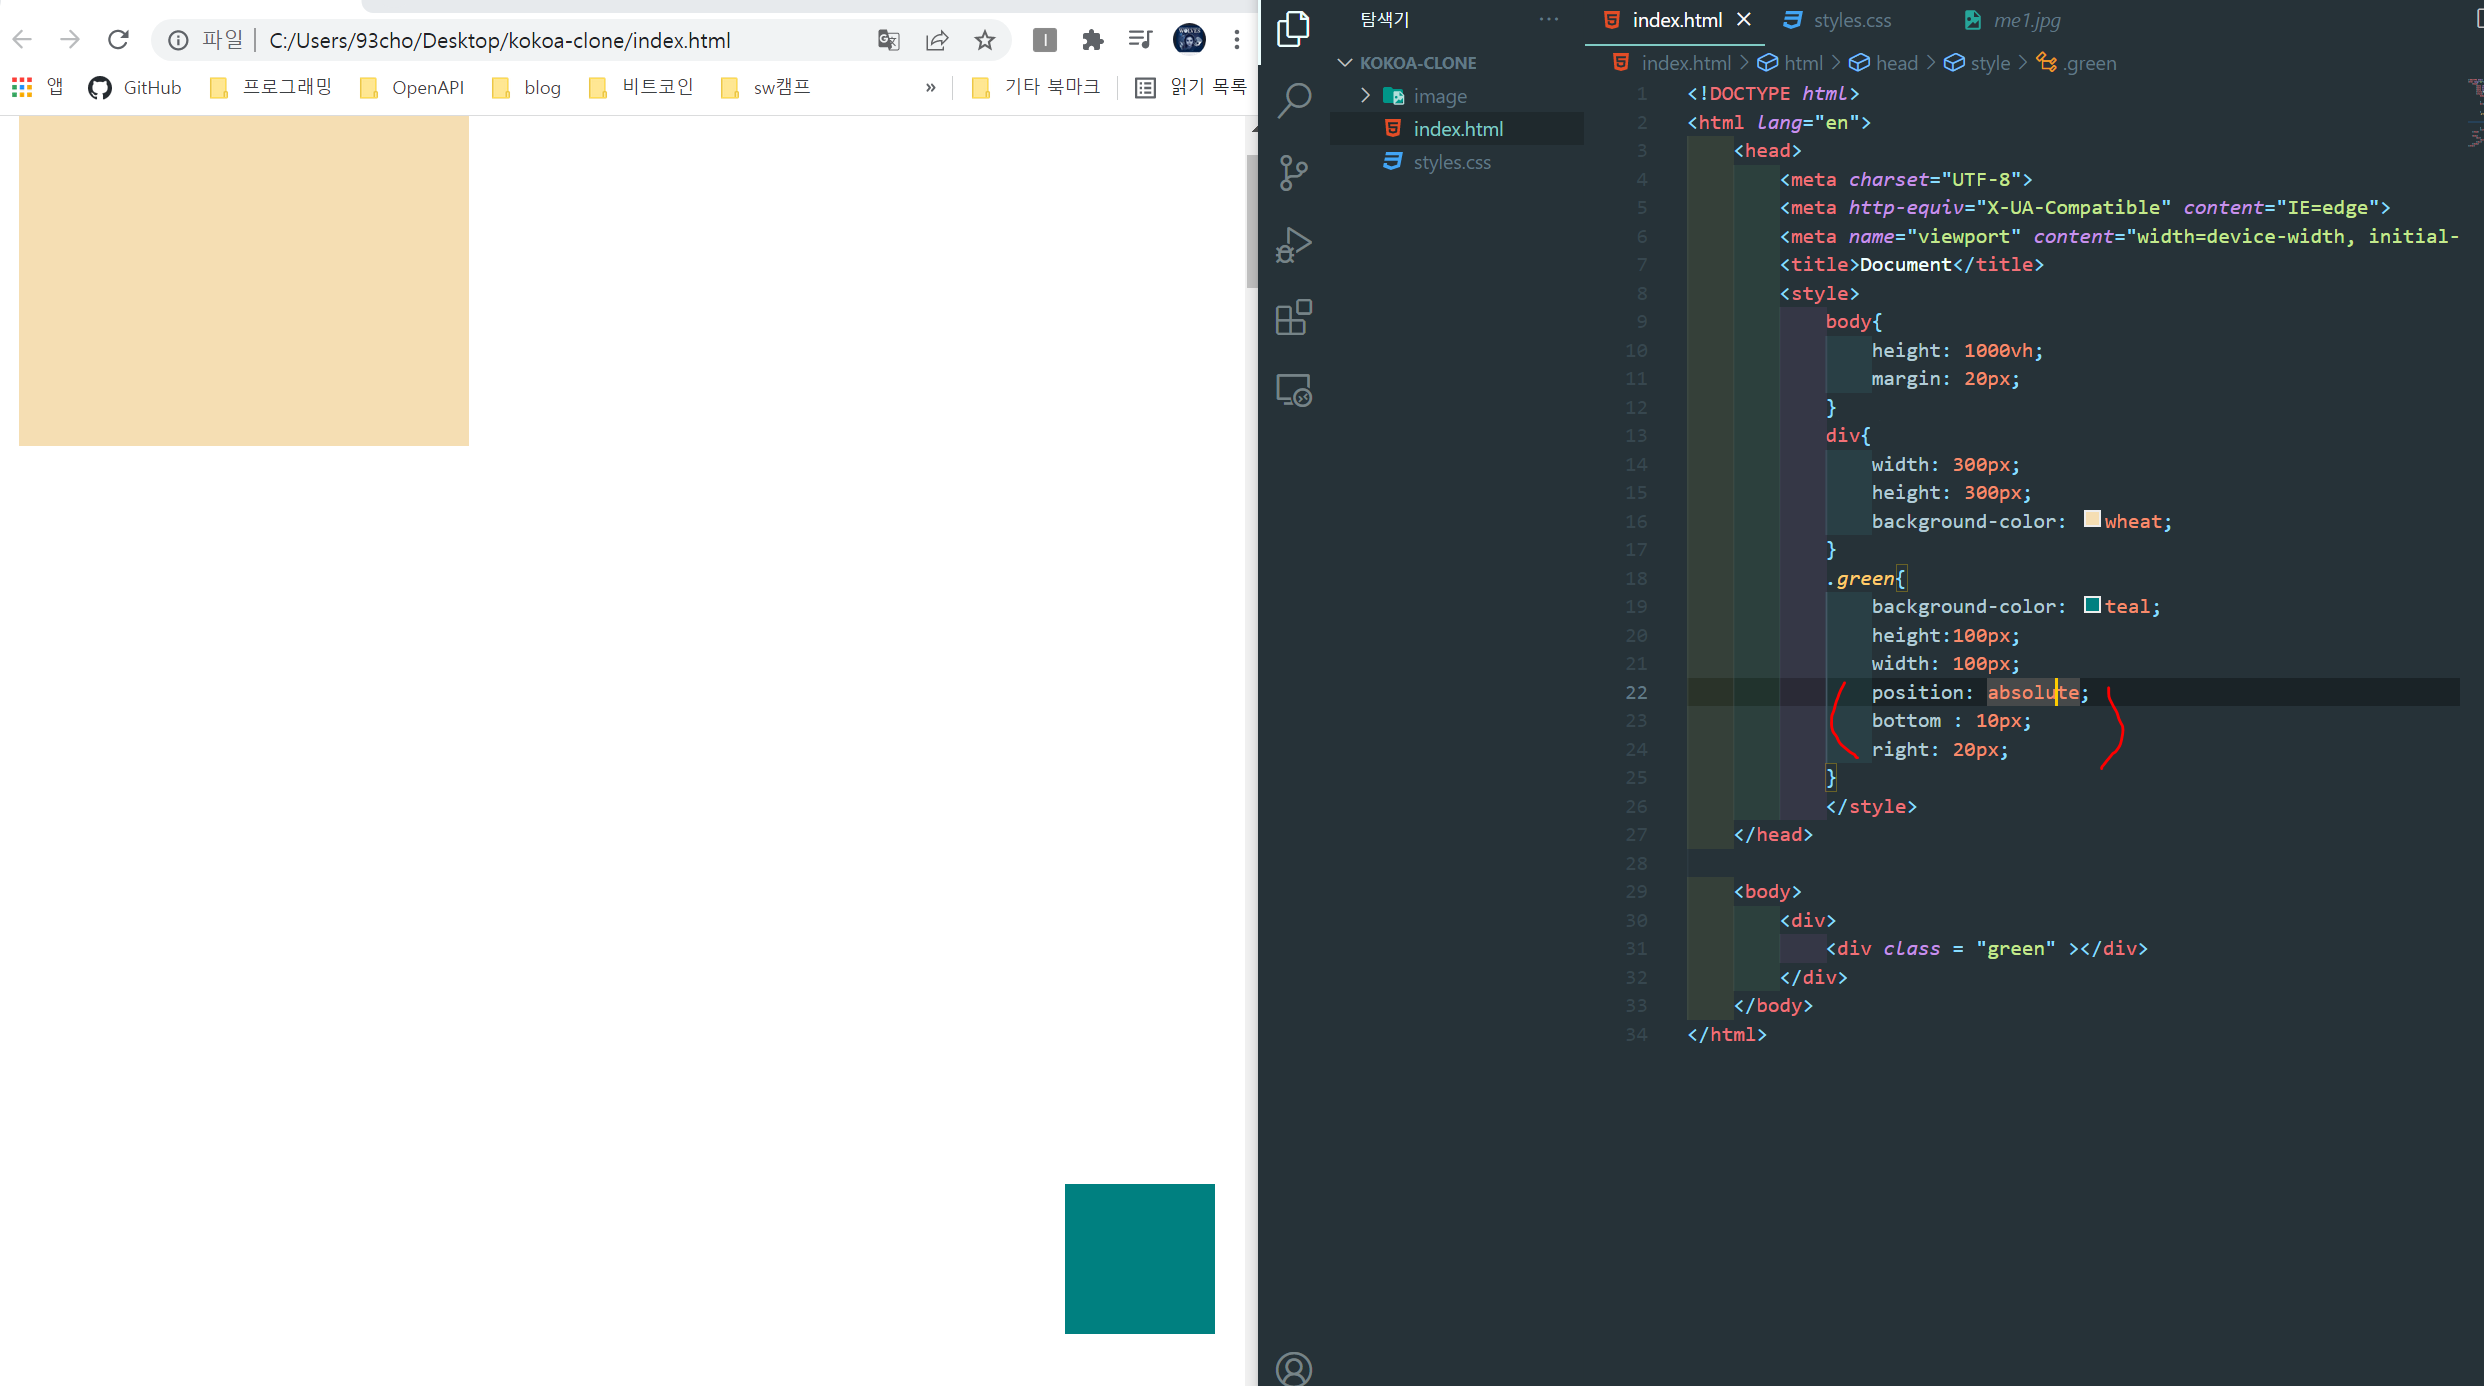 파일 C:/Users/93cho/Desktop/kokoa-clone/index.html
앱 GitHub 프로그래밍 OpenAPI blog 비트코인 sw캠프 » 기타 북마크 읽기 목록
탐색기 ...
KOKOA-CLONE
image
index.html
styles.css
index.html styles.css me1.jpg
index.html > html > head > style > .green
1 <!DOCTYPE html>
2 <html lang="en">
3 <head>
4 <meta charset="UTF-8">
5 <meta http-equiv="X-UA-Compatible" content="IE=edge">
6 <meta name="viewport" content="width=device-width, initial-
7 <title>Document</title>
8 <style>
9 body{
10 height: 1000vh;
11 margin: 20px;
12 }
13 div{
14 width: 300px;
15 height: 300px;
16 background-color: wheat;
17 }
18 .green{
19 background-color: teal;
20 height:100px;
21 width: 100px;
22 position: absolute;
23 bottom : 10px;
24 right: 20px;
25 }
26 </style>
27 </head>
28
29 <body>
30 <div>
31 <div class = "green" ></div>
32 </div>
33 </body>
34 </html>